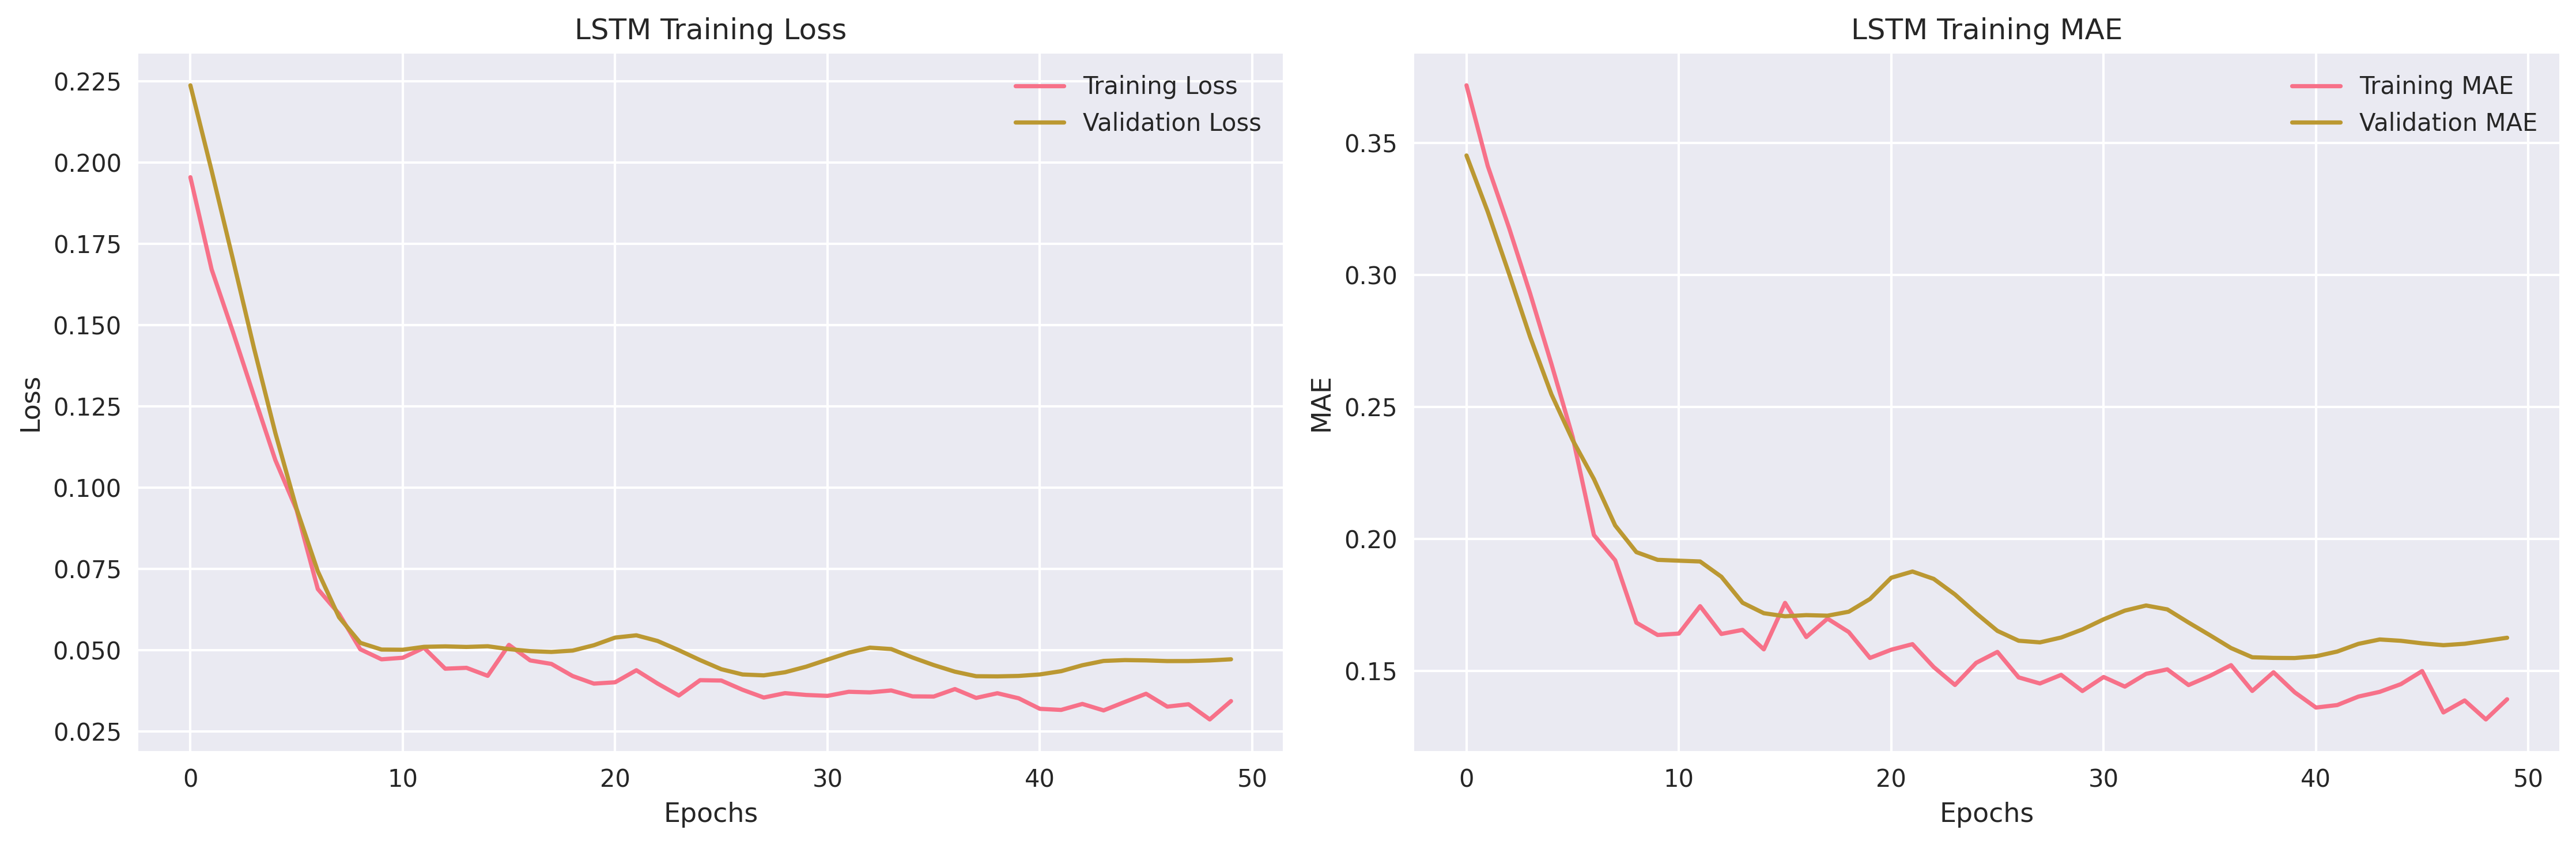 LSTM Training Loss
0.225
0.200
0.175
0.150
0.125
0.100
0.075
0.050
0.025
Loss
Training Loss
Validation Loss
0 10 20 30 40 50
Epochs
LSTM Training MAE
0.35
0.30
0.25
0.20
0.15
MAE
Training MAE
Validation MAE
0 10 20 30 40 50
Epochs